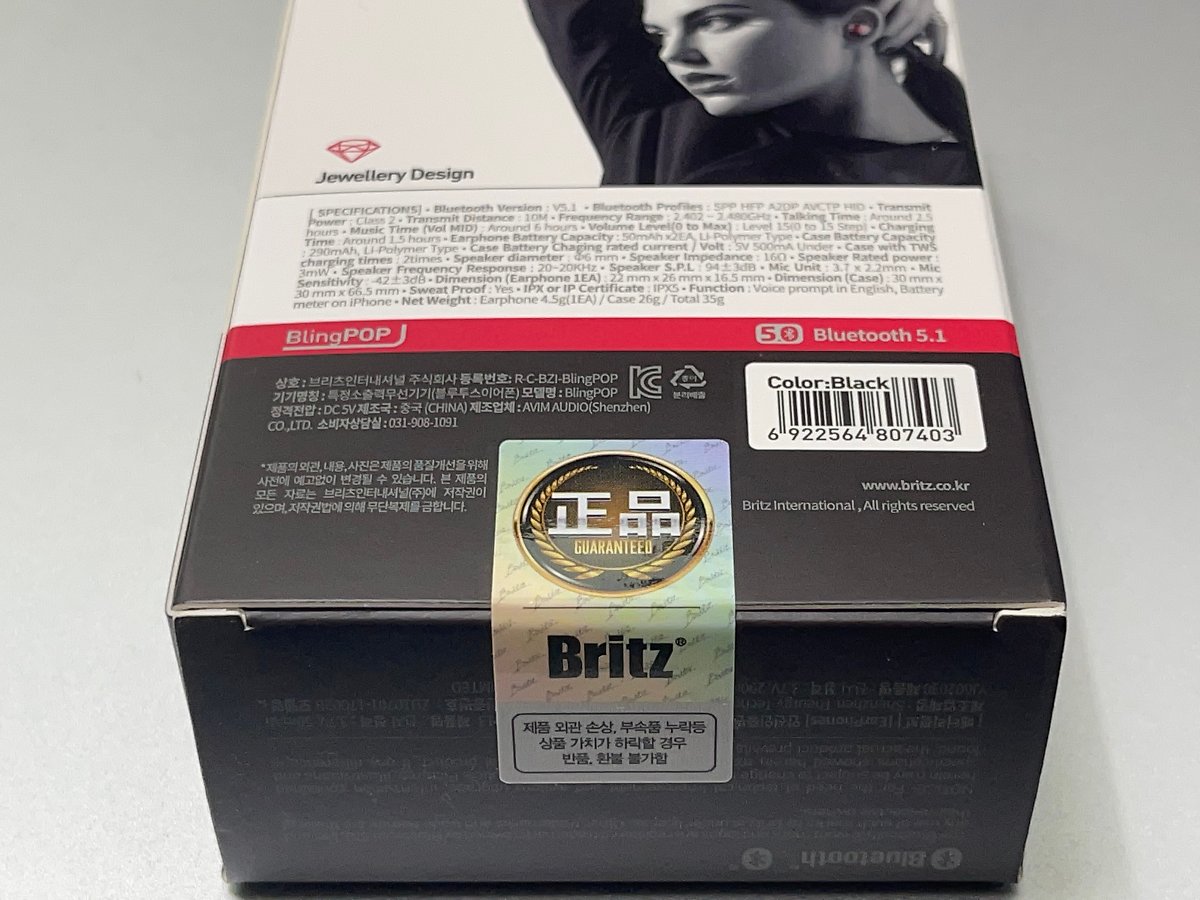 Jewellery Design
[ SPECIFICATIONS] • Bluetooth Version : V5.1 • Bluetooth Profiles : SPP HFP A2DP AVCTP HID • Transmit
Power : Class 2 • Transmit Distance : 10M • Frequency Range : 2.402 ~ 2.480GHz • Talking Time : Around 2.5
hours • Music Time (Vol MID) : Around 6 hours • Volume Level(0 to Max) : Level 15(0 to 15 Step) • Charging
Time : Around 1.5 hours • Earphone Battery Capacity : 50mAh x2EA, Li-Polymer Type • Case Battery Capacity
: 290mAh, Li-Polymer Type • Case Battery Charging rated current / Volt : 5V 500mA Under • Case with TWS
charging times : 2times • Speaker diameter : Φ6 mm • Speaker Impedance : 16Ω • Speaker Rated power :
3mW • Speaker Frequency Response : 20~20KHz • Speaker S.P.L : 94±3dB • Mic Unit : 3.7 x 2.2mm • Mic
Sensitivity : -42±3dB • Dimension (Earphone 1EA) : 22 mm x 26 mm x 16.5 mm • Dimension (Case) : 30 mm x
30 mm x 66.5 mm • Sweat Proof : Yes • IPX or IP Certificate : IPX5 • Function : Voice prompt in English, Battery
meter on iPhone • Net Weight : Earphone 4.5g(1EA) / Case 26g / Total 35g
BlingPOP
5.0 Bluetooth 5.1
상호 : 브리츠인터내셔널 주식회사 등록번호: R-C-BZI-BlingPOP
기기명칭 : 특정소출력무선기기(블루투스이어폰) 모델명 : BlingPOP
정격전압 : DC 5V 제조국 : 중국 (CHINA) 제조업체 : AVIM AUDIO(Shenzhen)
CO.,LTD. 소비자상담실 : 031-908-1091
종이
분리배출
Color:Black
6 922564 807403
*제품의 외관, 내용, 사진은 제품의 품질개선을 위해
사전에 예고없이 변경될 수 있습니다. 본 제품의
모든 자료는 브리츠인터내셔널(주)에 저작권이
있으며, 저작권법에 의해 무단복제를 금합니다.
www.britz.co.kr
Britz International , All rights reserved
正品
GUARANTEED
Britz®
제품 외관 손상, 부속품 누락등
상품 가치가 하락할 경우
반품, 환불 불가함
Bluetooth